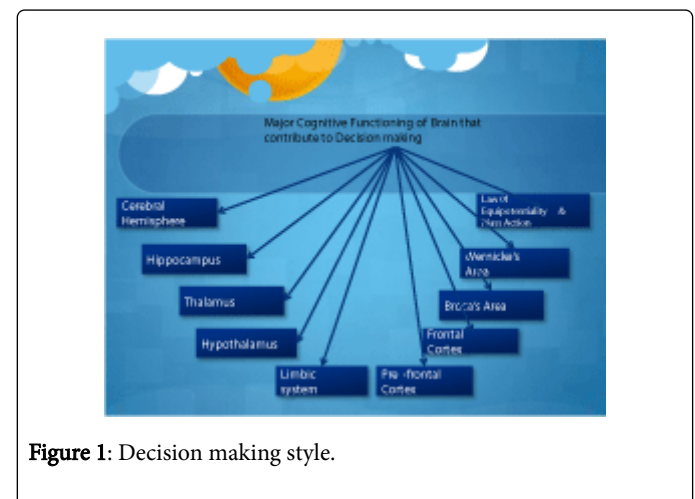 Major Cognitive Functioning of Brain that
contribute to Decision making
Cerebral
Hemisphere
Hippocampus
Thalamus
Hypothalamus
Limbic
system
Pre -frontal
Cortex
Frontal
Cortex
Broca's Area
Wernicke's
Area
Law of
Equipotentiality &
Mass Action
Figure 1: Decision making style.